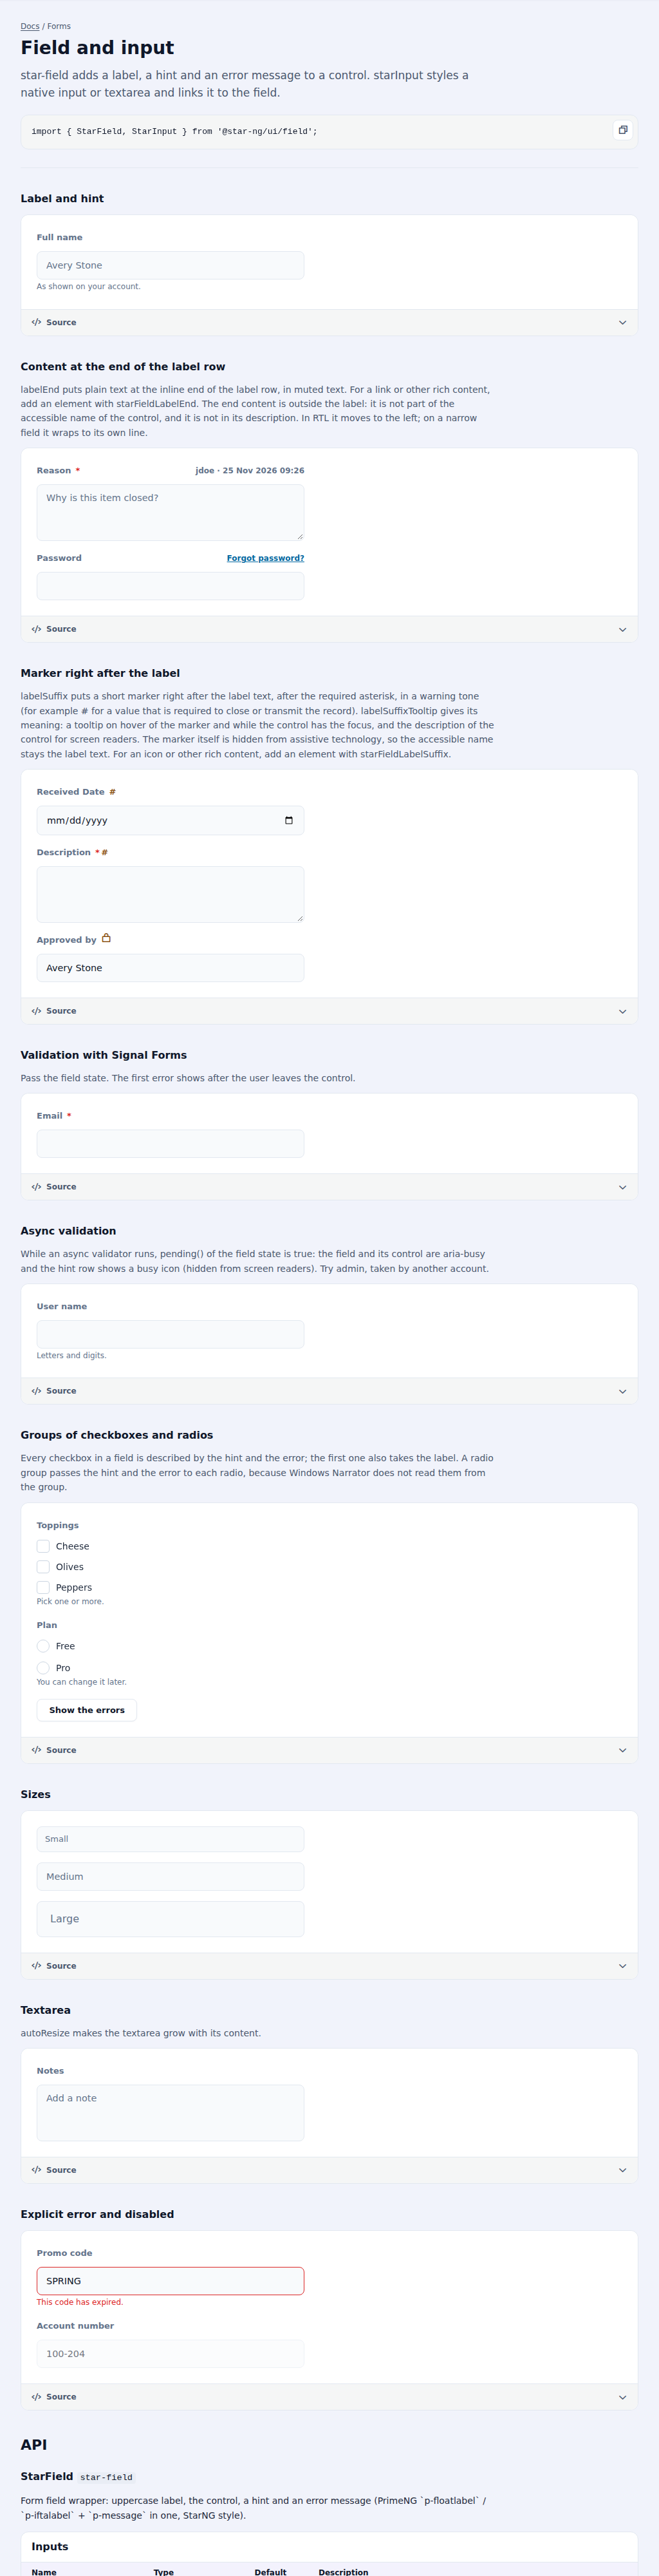 Docs / Forms
Field and input
star-field adds a label, a hint and an error message to a control. starInput styles a
native input or textarea and links it to the field.
import { StarField, StarInput } from '@star-ng/ui/field';
Label and hint
Full name
Avery Stone
As shown on your account.
Source
Content at the end of the label row
labelEnd puts plain text at the inline end of the label row, in muted text. For a link or other rich content,
add an element with starFieldLabelEnd. The end content is outside the label: it is not part of the
accessible name of the control, and it is not in its description. In RTL it moves to the left; on a narrow
field it wraps to its own line.
Reason * jdoe · 25 Nov 2026 09:26
Why is this item closed?
Password Forgot password?
Source
Marker right after the label
labelSuffix puts a short marker right after the label text, after the required asterisk, in a warning tone
(for example # for a value that is required to close or transmit the record). labelSuffixTooltip gives its
meaning: a tooltip on hover of the marker and while the control has the focus, and the description of the
control for screen readers. The marker itself is hidden from assistive technology, so the accessible name
stays the label text. For an icon or other rich content, add an element with starFieldLabelSuffix.
Received Date #
mm/dd/yyyy
Description * #
Approved by
Avery Stone
Source
Validation with Signal Forms
Pass the field state. The first error shows after the user leaves the control.
Email *
Source
Async validation
While an async validator runs, pending() of the field state is true: the field and its control are aria-busy
and the hint row shows a busy icon (hidden from screen readers). Try admin, taken by another account.
User name
Letters and digits.
Source
Groups of checkboxes and radios
Every checkbox in a field is described by the hint and the error; the first one also takes the label. A radio
group passes the hint and the error to each radio, because Windows Narrator does not read them from
the group.
Toppings
Cheese
Olives
Peppers
Pick one or more.
Plan
Free
Pro
You can change it later.
Show the errors
Source
Sizes
Small
Medium
Large
Source
Textarea
autoResize makes the textarea grow with its content.
Notes
Add a note
Source
Explicit error and disabled
Promo code
SPRING
This code has expired.
Account number
100-204
Source
API
StarField star-field
Form field wrapper: uppercase label, the control, a hint and an error message (PrimeNG `p-floatlabel` /
`p-iftalabel` + `p-message` in one, StarNG style).
Inputs
Name Type Default Description